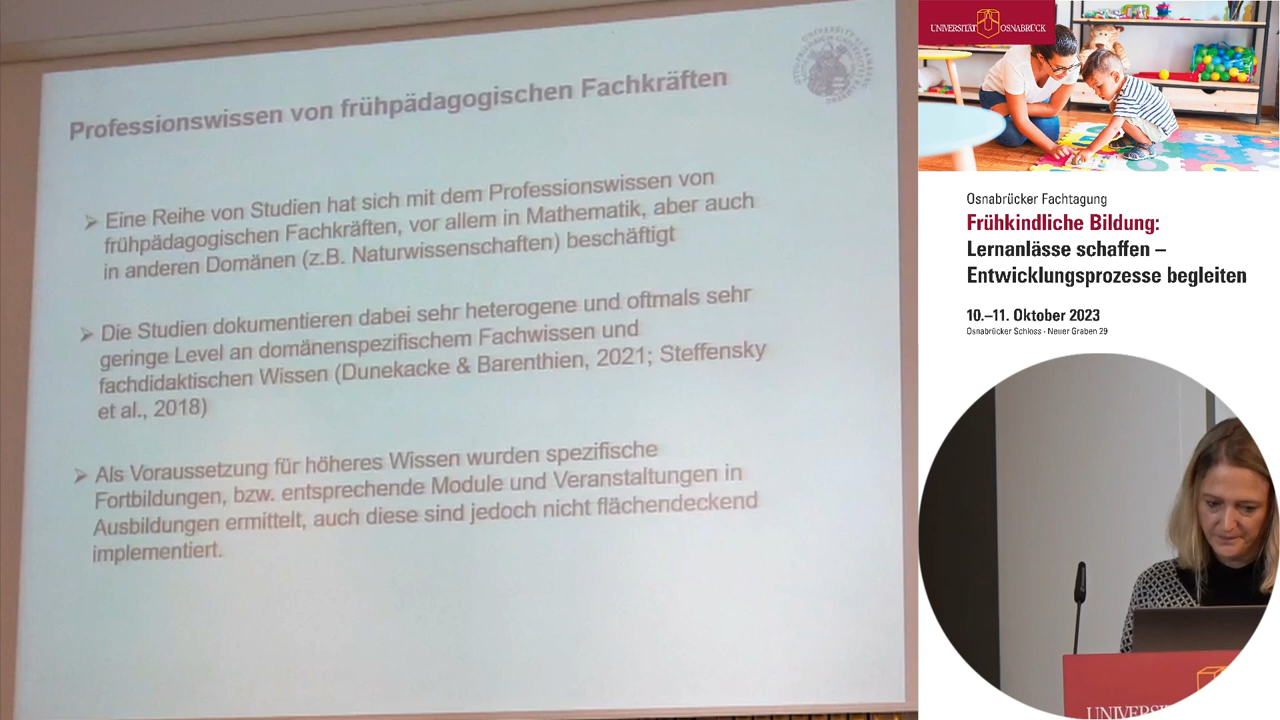 Professionswissen von frühpädagogischen Fachkräften
➢ Eine Reihe von Studien hat sich mit dem Professionswissen von
frühpädagogischen Fachkräften, vor allem in Mathematik, aber auch
in anderen Domänen (z.B. Naturwissenschaften) beschäftigt
➢ Die Studien dokumentieren dabei sehr heterogene und oftmals sehr
geringe Level an domänenspezifischem Fachwissen und
fachdidaktischen Wissen (Dunekacke & Barenthien, 2021; Steffensky
et al., 2018)
➢ Als Voraussetzung für höheres Wissen wurden spezifische
Fortbildungen, bzw. entsprechende Module und Veranstaltungen in
Ausbildungen ermittelt, auch diese sind jedoch nicht flächendeckend
implementiert.
UNIVERSITÄT OSNABRÜCK
Osnabrücker Fachtagung
Frühkindliche Bildung:
Lernanlässe schaffen –
Entwicklungsprozesse begleiten
10.–11. Oktober 2023
Osnabrücker Schloss · Neuer Graben 29